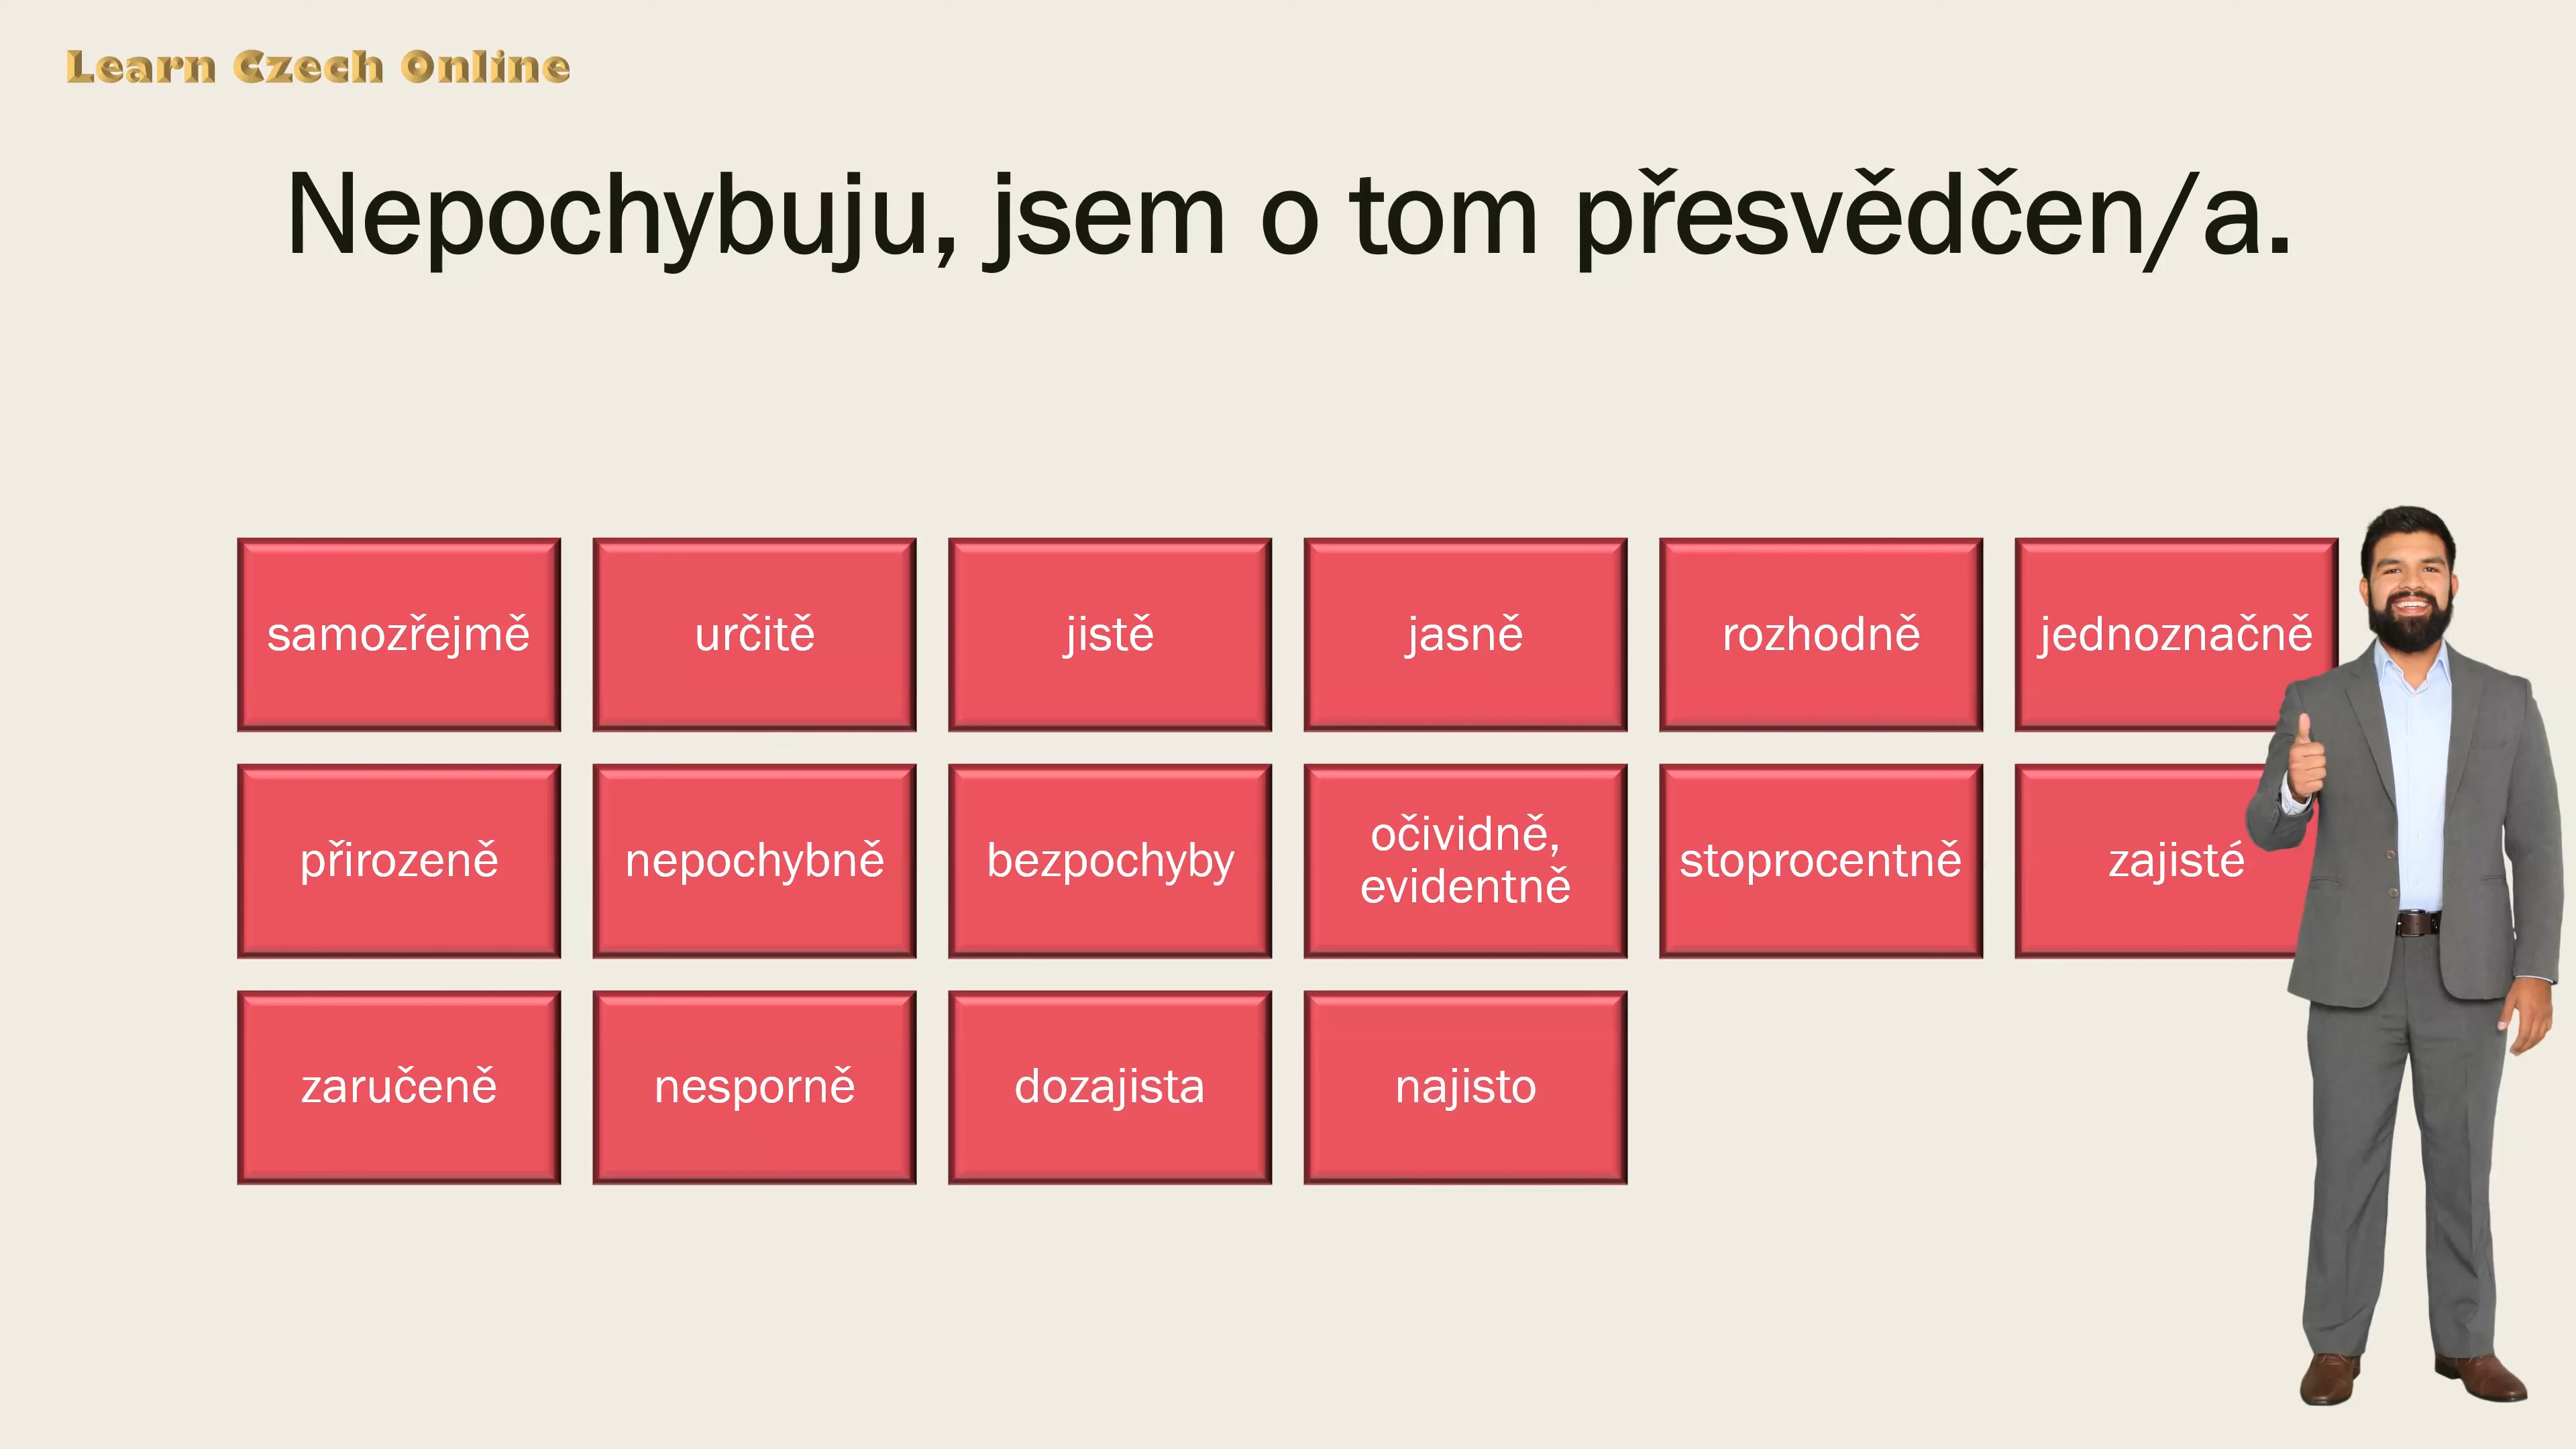 Learn Czech Online
Nepochybuju, jsem o tom přesvědčen/a.
samozřejmě
určitě
jistě
jasně
rozhodně
jednoznačně
přirozeně
nepochybně
bezpochyby
očividně,
evidentně
stoprocentně
zajisté
zaručeně
nesporně
dozajista
najisto